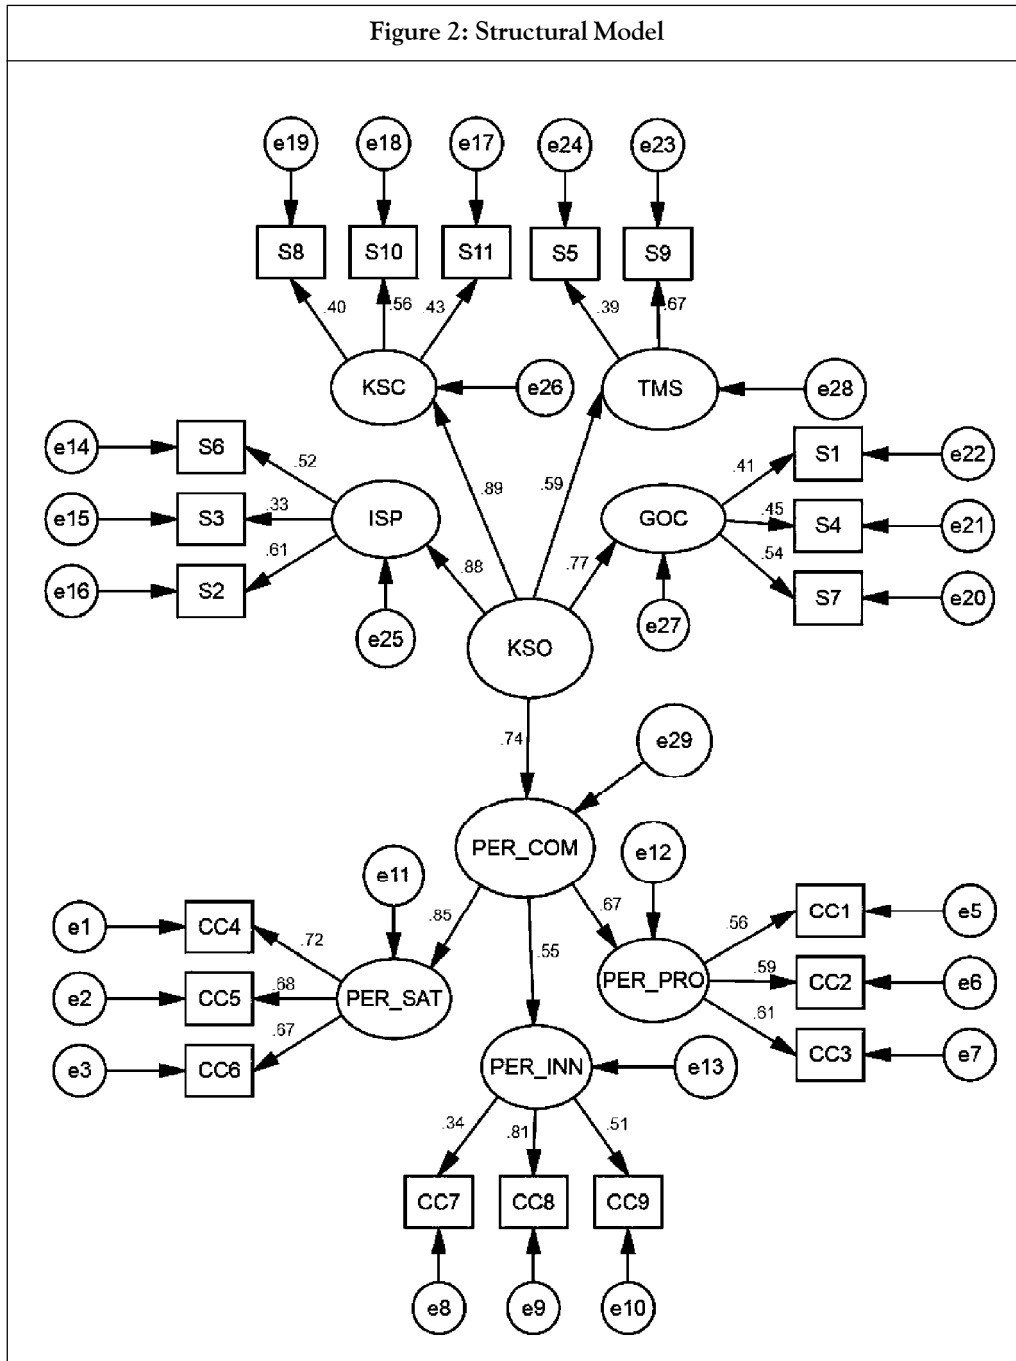 Figure 2: Structural Model
e19 e18 e17 e24 e23
S8 S10 S11 S5 S9
.40 .56 .43 .39 .67
KSC e26 TMS e28
e14 S6 .52 .89 .59 .41 S1 e22
e15 S3 .33 ISP GOC .45 S4 e21
e16 S2 .61 .88 .77 .54 S7 e20
e25 KSO e27
.74 e29
PER_COM e12
e11 .85 .55 .67
e1 CC4 .72 .56 CC1 e5
e2 CC5 .68 PER_SAT PER_PRO .59 CC2 e6
e3 CC6 .67 .61 CC3 e7
PER_INN e13
.34 .81 .51
CC7 CC8 CC9
e8 e9 e10